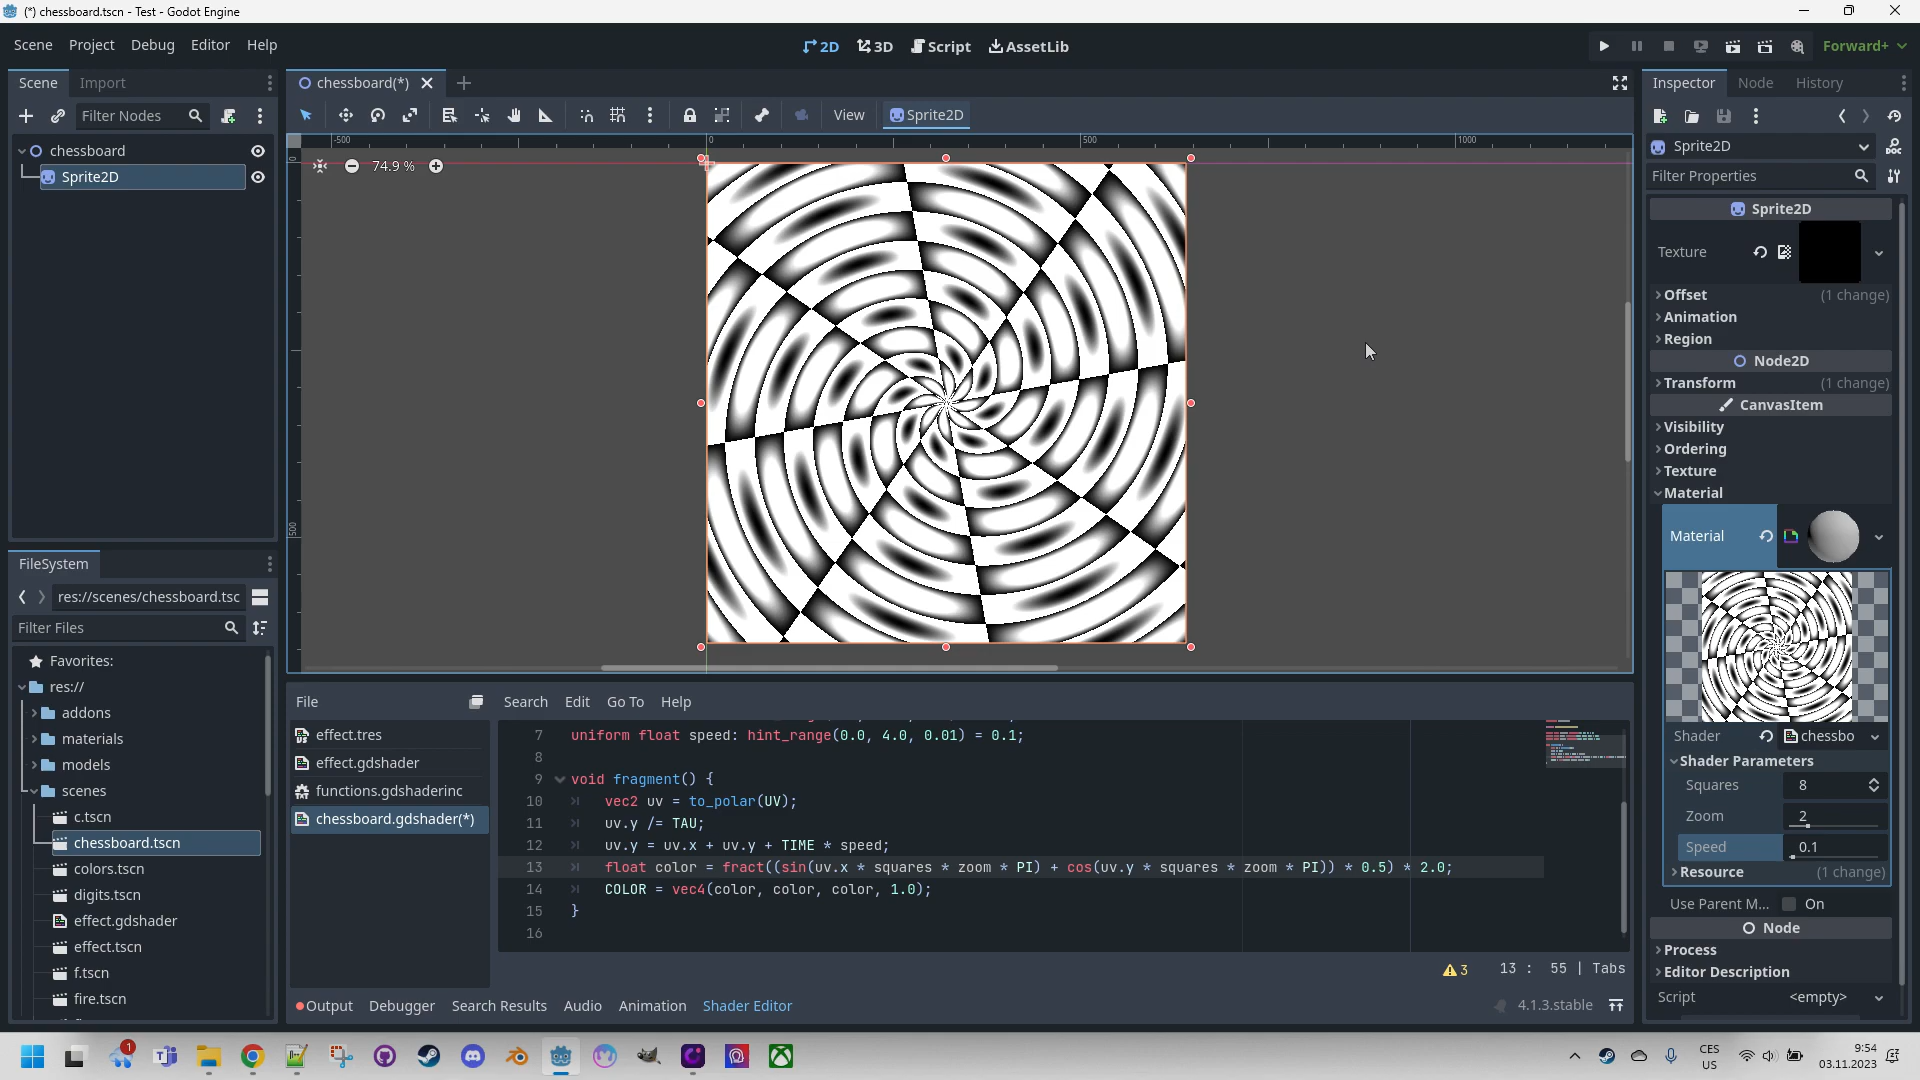 (*) chessboard.tscn - Test - Godot Engine
Scene Project Debug Editor Help
2D 3D Script AssetLib
Forward+
Scene Import
chessboard(*)
Inspector Node History
Filter Nodes
View Sprite2D
chessboard
Sprite2D
-500 0 500 1000
0
500
74.9 %
Sprite2D
Filter Properties
Sprite2D
Texture
Offset (1 change)
Animation
Region
Node2D
Transform (1 change)
CanvasItem
Visibility
Ordering
Texture
Material
Material
Shader chessbo
Shader Parameters
Squares 8
Zoom 2
Speed 0.1
Resource (1 change)
Use Parent M... On
Node
Process
Editor Description
Script <empty>
FileSystem
res://scenes/chessboard.tsc
Filter Files
Favorites:
res://
addons
materials
models
scenes
c.tscn
chessboard.tscn
colors.tscn
digits.tscn
effect.gdshader
effect.tscn
f.tscn
fire.tscn
File Search Edit Go To Help
effect.tres
effect.gdshader
functions.gdshaderinc
chessboard.gdshader(*)
7 uniform float speed: hint_range(0.0, 4.0, 0.01) = 0.1;
8
9 void fragment() {
10 vec2 uv = to_polar(UV);
11 uv.y /= TAU;
12 uv.y = uv.x + uv.y + TIME * speed;
13 float color = fract((sin(uv.x * squares * zoom * PI) + cos(uv.y * squares * zoom * PI)) * 0.5) * 2.0;
14 COLOR = vec4(color, color, color, 1.0);
15 }
16
3 13 : 55 | Tabs
Output Debugger Search Results Audio Animation Shader Editor
4.1.3.stable
1
CES
US
9:54
03.11.2023